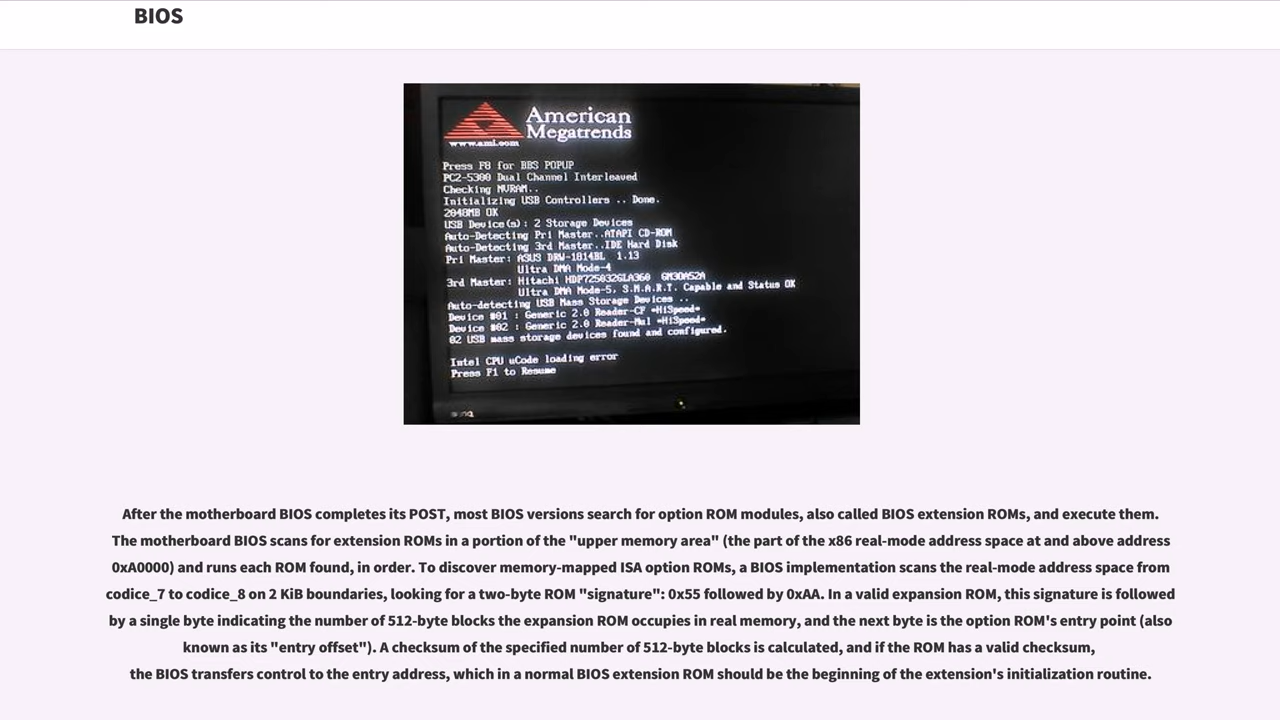 BIOS
American
Megatrends
www.ami.com
Press F8 for BBS POPUP
PC2-5300 Dual Channel Interleaved
Checking NVRAM..
Initializing USB Controllers .. Done.
2048MB OK
USB Device(s): 2 Storage Devices
Auto-Detecting Pri Master..ATAPI CD-ROM
Auto-Detecting 3rd Master..IDE Hard Disk
Pri Master: ASUS DRW-1814BL 1.13
Ultra DMA Mode-4
3rd Master: Hitachi HDP725032GLA360 GM3OA52A
Ultra DMA Mode-5, S.M.A.R.T. Capable and Status OK
Auto-detecting USB Mass Storage Devices ..
Device #01 : Generic 2.0 Reader-CF *HiSpeed*
Device #02 : Generic 2.0 Reader-Mul *HiSpeed*
02 USB mass storage devices found and configured.
Intel CPU uCode loading error
Press F1 to Resume
After the motherboard BIOS completes its POST, most BIOS versions search for option ROM modules, also called BIOS extension ROMs, and execute them.
The motherboard BIOS scans for extension ROMs in a portion of the "upper memory area" (the part of the x86 real-mode address space at and above address
0xA0000) and runs each ROM found, in order. To discover memory-mapped ISA option ROMs, a BIOS implementation scans the real-mode address space from
codice_7 to codice_8 on 2 KiB boundaries, looking for a two-byte ROM "signature": 0x55 followed by 0xAA. In a valid expansion ROM, this signature is followed
by a single byte indicating the number of 512-byte blocks the expansion ROM occupies in real memory, and the next byte is the option ROM's entry point (also
known as its "entry offset"). A checksum of the specified number of 512-byte blocks is calculated, and if the ROM has a valid checksum,
the BIOS transfers control to the entry address, which in a normal BIOS extension ROM should be the beginning of the extension's initialization routine.